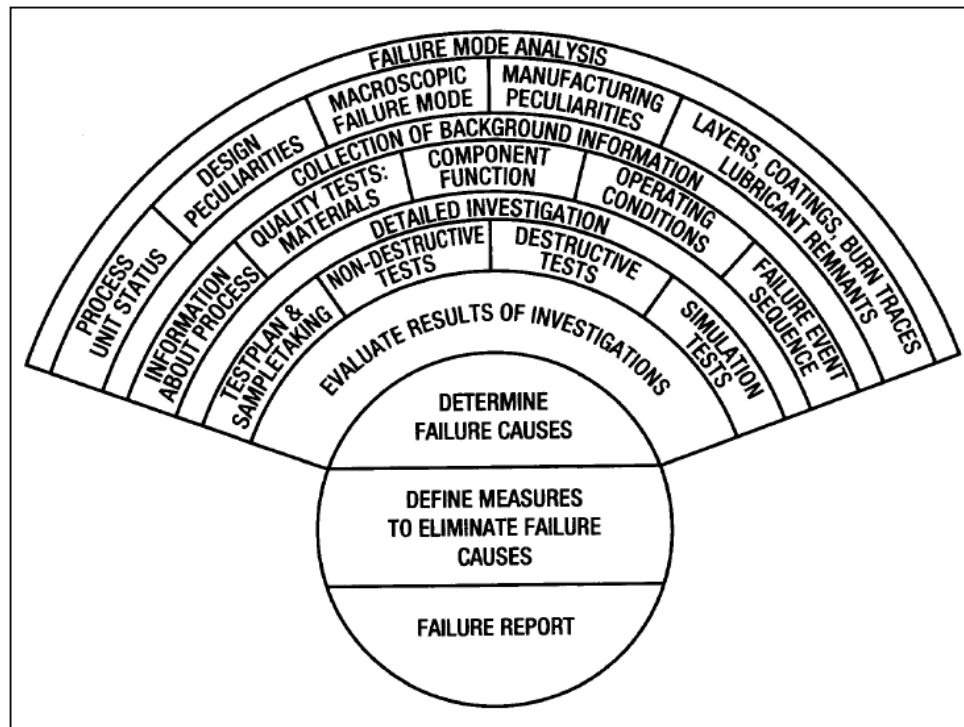 FAILURE MODE ANALYSIS
PROCESS
UNIT STATUS
DESIGN
PECULIARITIES
MACROSCOPIC
FAILURE MODE
MANUFACTURING
PECULIARITIES
LAYERS, COATINGS, BURN TRACES
LUBRICANT REMNANTS
COLLECTION OF BACKGROUND INFORMATION
INFORMATION
ABOUT PROCESS
QUALITY TESTS:
MATERIALS
COMPONENT
FUNCTION
OPERATING
CONDITIONS
FAILURE EVENT
SEQUENCE
DETAILED INVESTIGATION
TESTPLAN &
SAMPLETAKING
NON-DESTRUCTIVE
TESTS
DESTRUCTIVE
TESTS
SIMULATION
TESTS
EVALUATE RESULTS OF INVESTIGATIONS
DETERMINE
FAILURE CAUSES
DEFINE MEASURES
TO ELIMINATE FAILURE
CAUSES
FAILURE REPORT